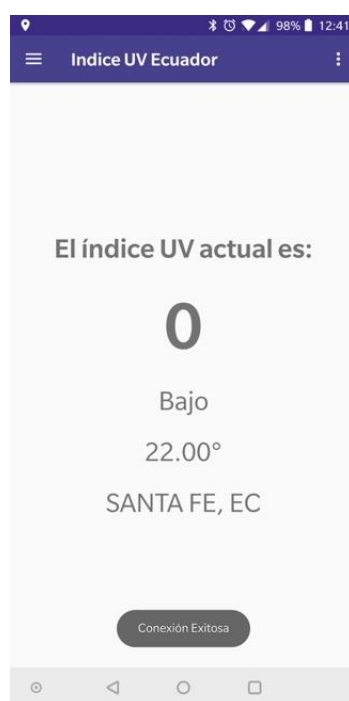 98% 12:41
Indice UV Ecuador
El índice UV actual es:
0
Bajo
22.00°
SANTA FE, EC
Conexión Exitosa